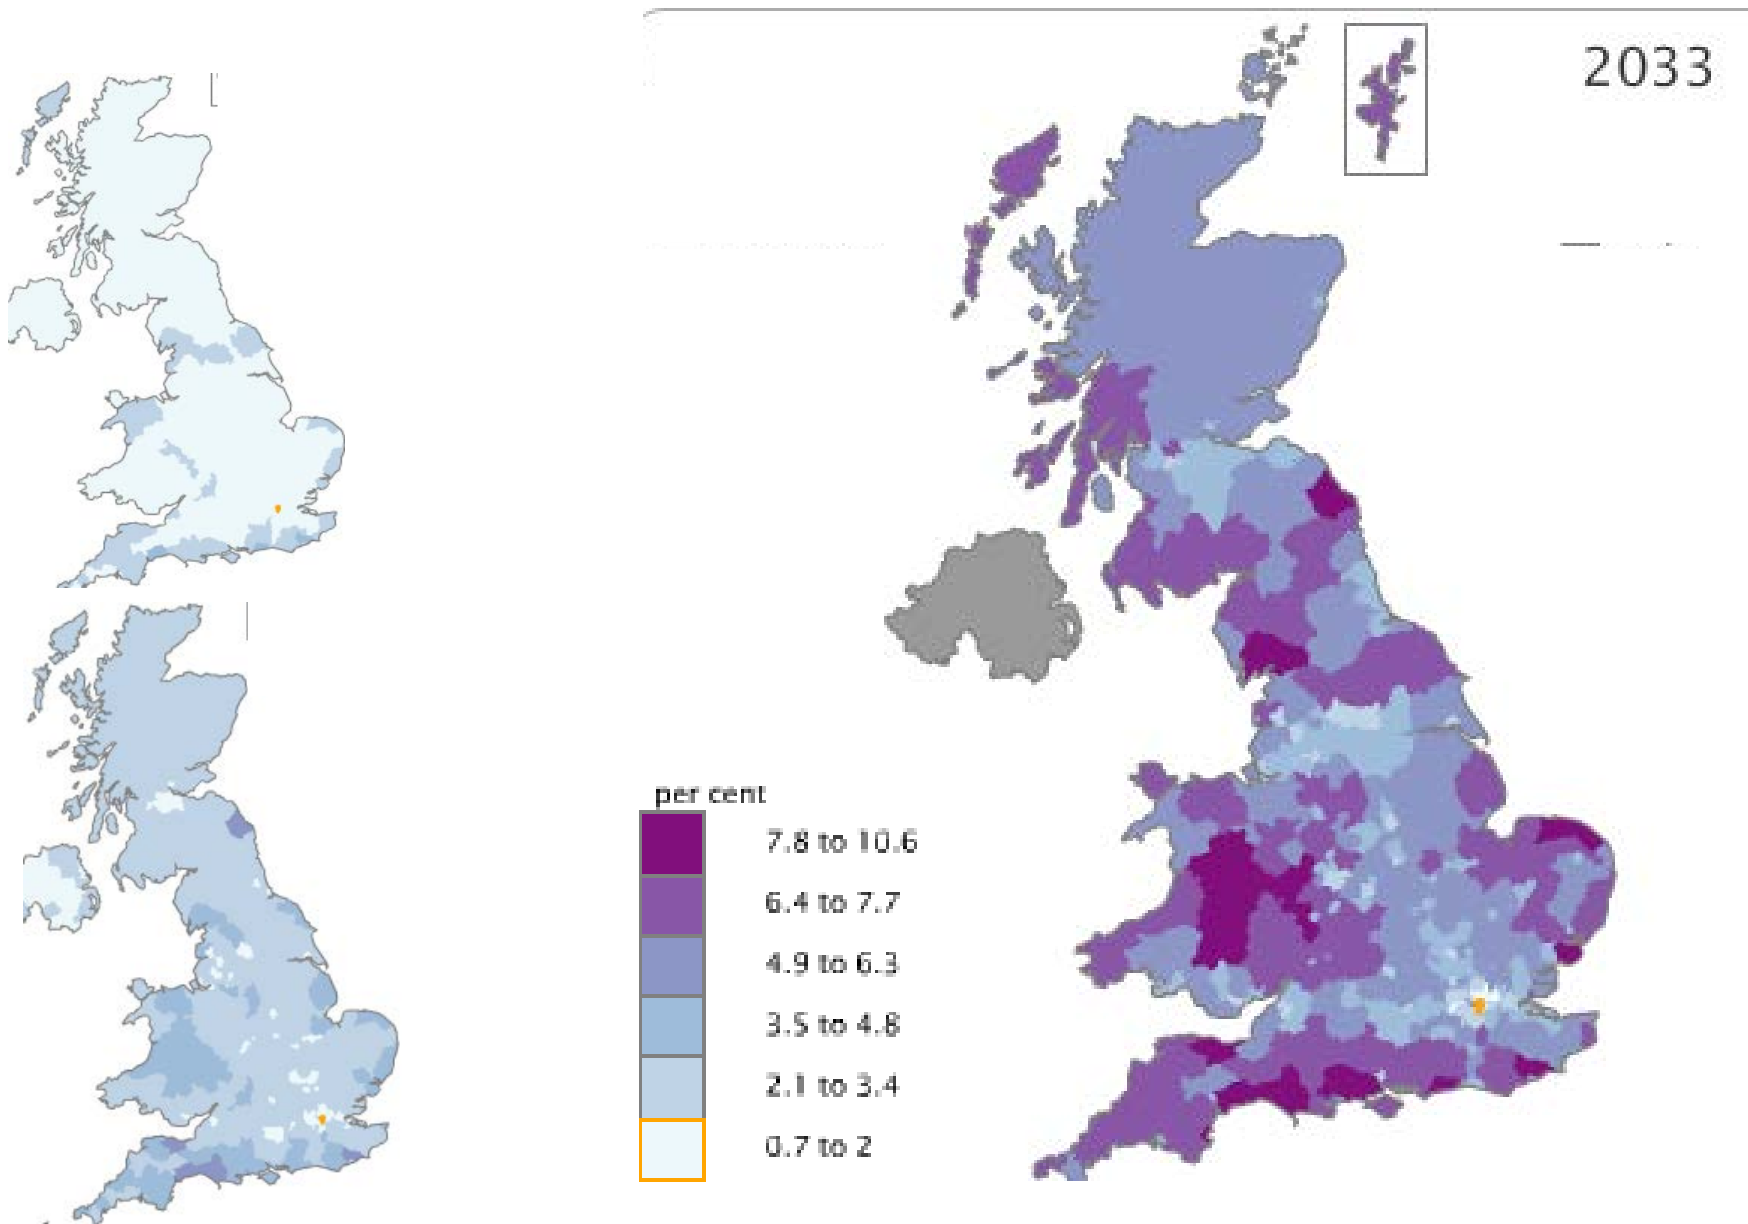 2033
per cent
7.8 to 10.6
6.4 to 7.7
4.9 to 6.3
3.5 to 4.8
2.1 to 3.4
0.7 to 2